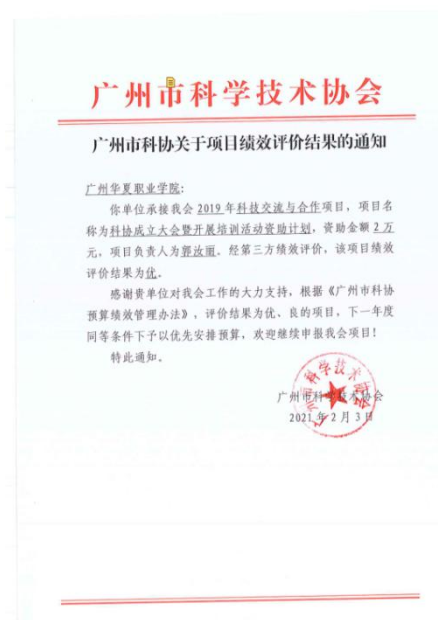 广州市科学技术协会
广州市科协关于项目绩效评价结果的通知
广州华夏职业学院：
你单位承接我会 2019 年科技交流与合作项目，项目名
称为科协成立大会暨开展培训活动资助计划，资助金额 2 万
元，项目负责人为郭汝丽。经第三方绩效评价，该项目绩效
评价结果为优。
感谢贵单位对我会工作的大力支持，根据《广州市科协
预算绩效管理办法》，评价结果为优、良的项目，下一年度
同等条件下予以优先安排预算，欢迎继续申报我会项目！
特此通知。
广州市科学技术协会
2021 年 2 月 3 日